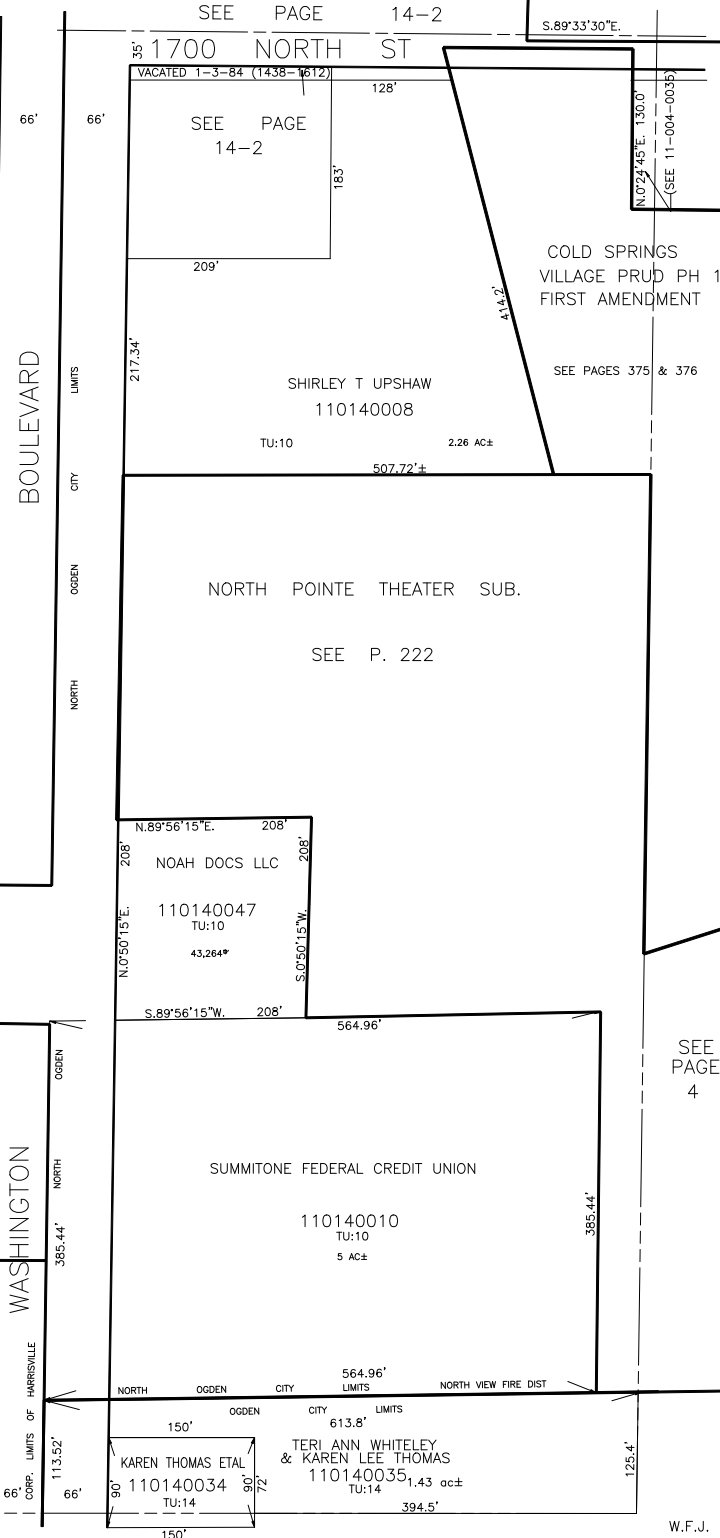 SEE PAGE 14-2
S.89°33'30"E.
1700 NORTH ST
35'
VACATED 1-3-84 (1438-1612)
128'
66'
66'
SEE PAGE
14-2
183'
209'
N.0°24'45"E. 130.0'
(SEE 11-004-0035)
COLD SPRINGS
VILLAGE PRUD PH 1
FIRST AMENDMENT
SEE PAGES 375 & 376
414.2'
217.34'
BOULEVARD
NORTH OGDEN CITY LIMITS
SHIRLEY T UPSHAW
110140008
TU:10
2.26 AC±
507.72'±
NORTH POINTE THEATER SUB.
SEE P. 222
N.89°56'15"E. 208'
208'
208'
NOAH DOCS LLC
110140047
TU:10
43,264
N.0°50'15"E.
S.0°50'15"W.
S.89°56'15"W. 208'
564.96'
SEE
PAGE
4
NORTH OGDEN
WASHINGTON
385.44'
SUMMITONE FEDERAL CREDIT UNION
110140010
TU:10
5 AC±
385.44'
564.96'
NORTH OGDEN CITY LIMITS
NORTH VIEW FIRE DIST
OGDEN CITY LIMITS
613.8'
CORP. LIMITS OF HARRISVILLE
113.52'
66'
66'
150'
KAREN THOMAS ETAL
110140034
TU:14
90'
90'
72'
150'
TERI ANN WHITELEY
& KAREN LEE THOMAS
110140035
1.43 ac±
TU:14
394.5'
125.4'
W.F.J.